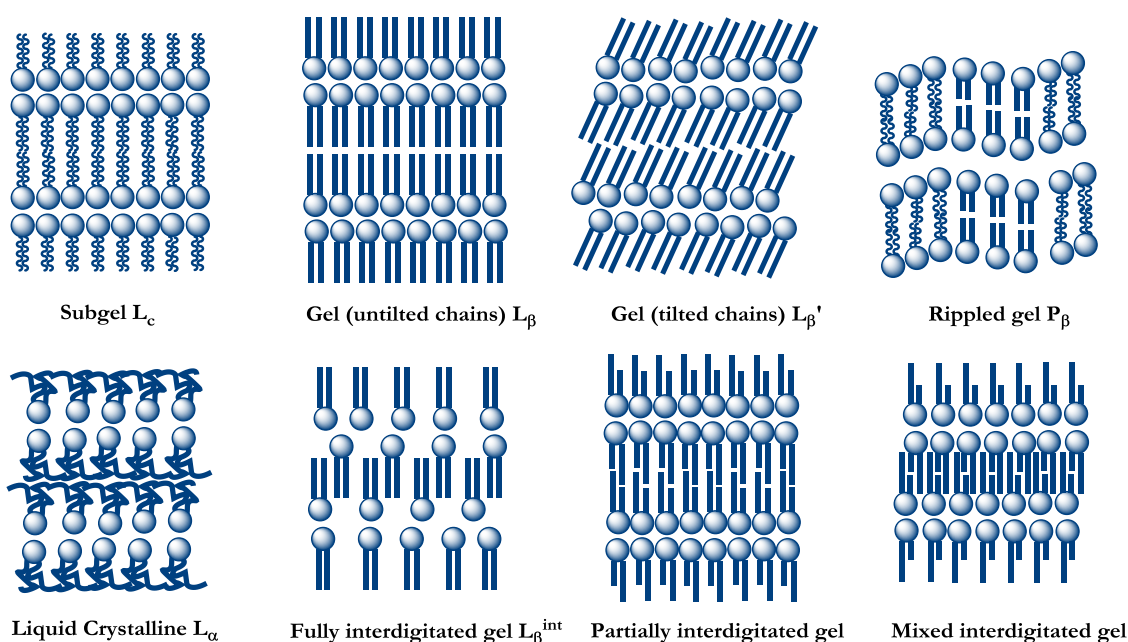 Subgel Lc
Gel (untilted chains) Lβ
Gel (tilted chains) Lβ'
Rippled gel Pβ
Liquid Crystalline Lα
Fully interdigitated gel Lβint
Partially interdigitated gel
Mixed interdigitated gel